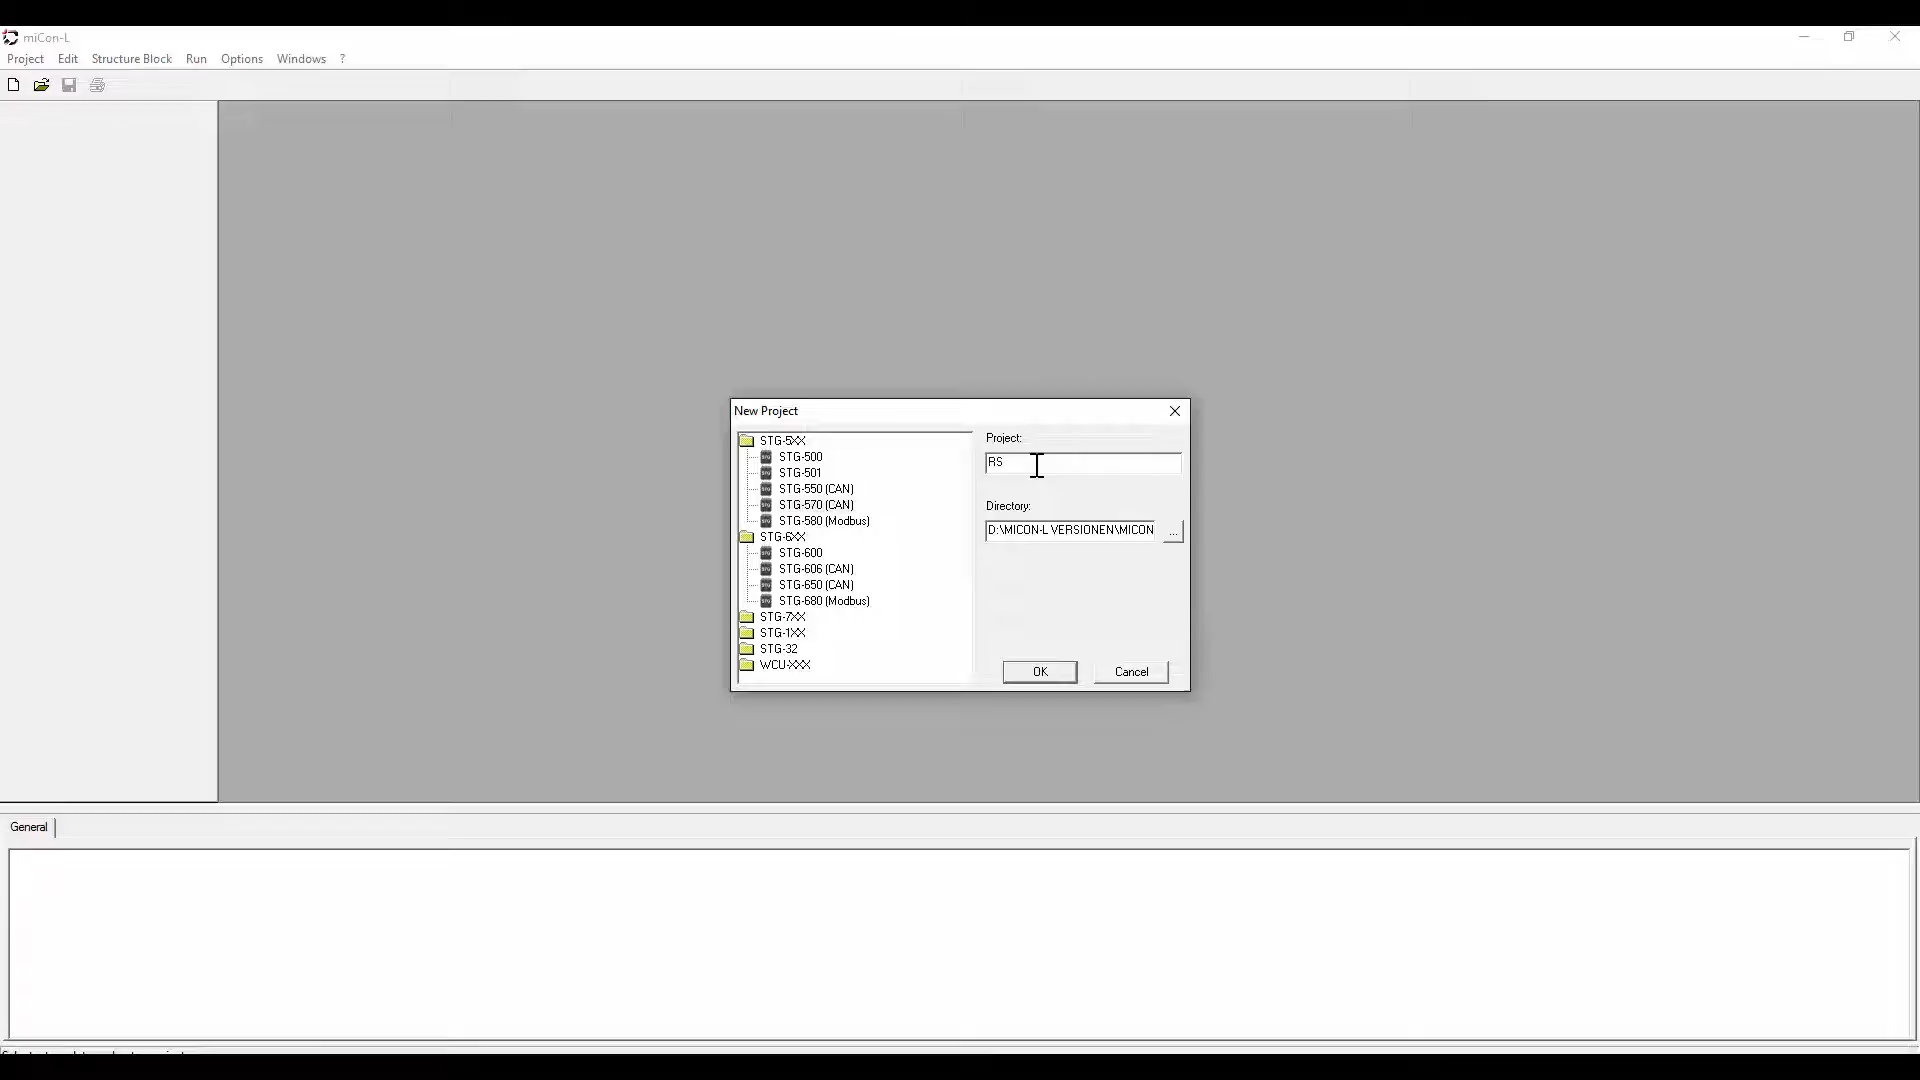 miCon-L
Project Edit Structure Block Run Options Windows ?
New Project
STG-5XX
STG-500
STG-501
STG-550 (CAN)
STG-570 (CAN)
STG-580 (Modbus)
STG-6XX
STG-600
STG-606 (CAN)
STG-650 (CAN)
STG-680 (Modbus)
STG-7XX
STG-1XX
STG-32
WCU-XXX
Project:
RS
Directory:
D:\MICON-L VERSIONEN\MICON
...
OK Cancel
General